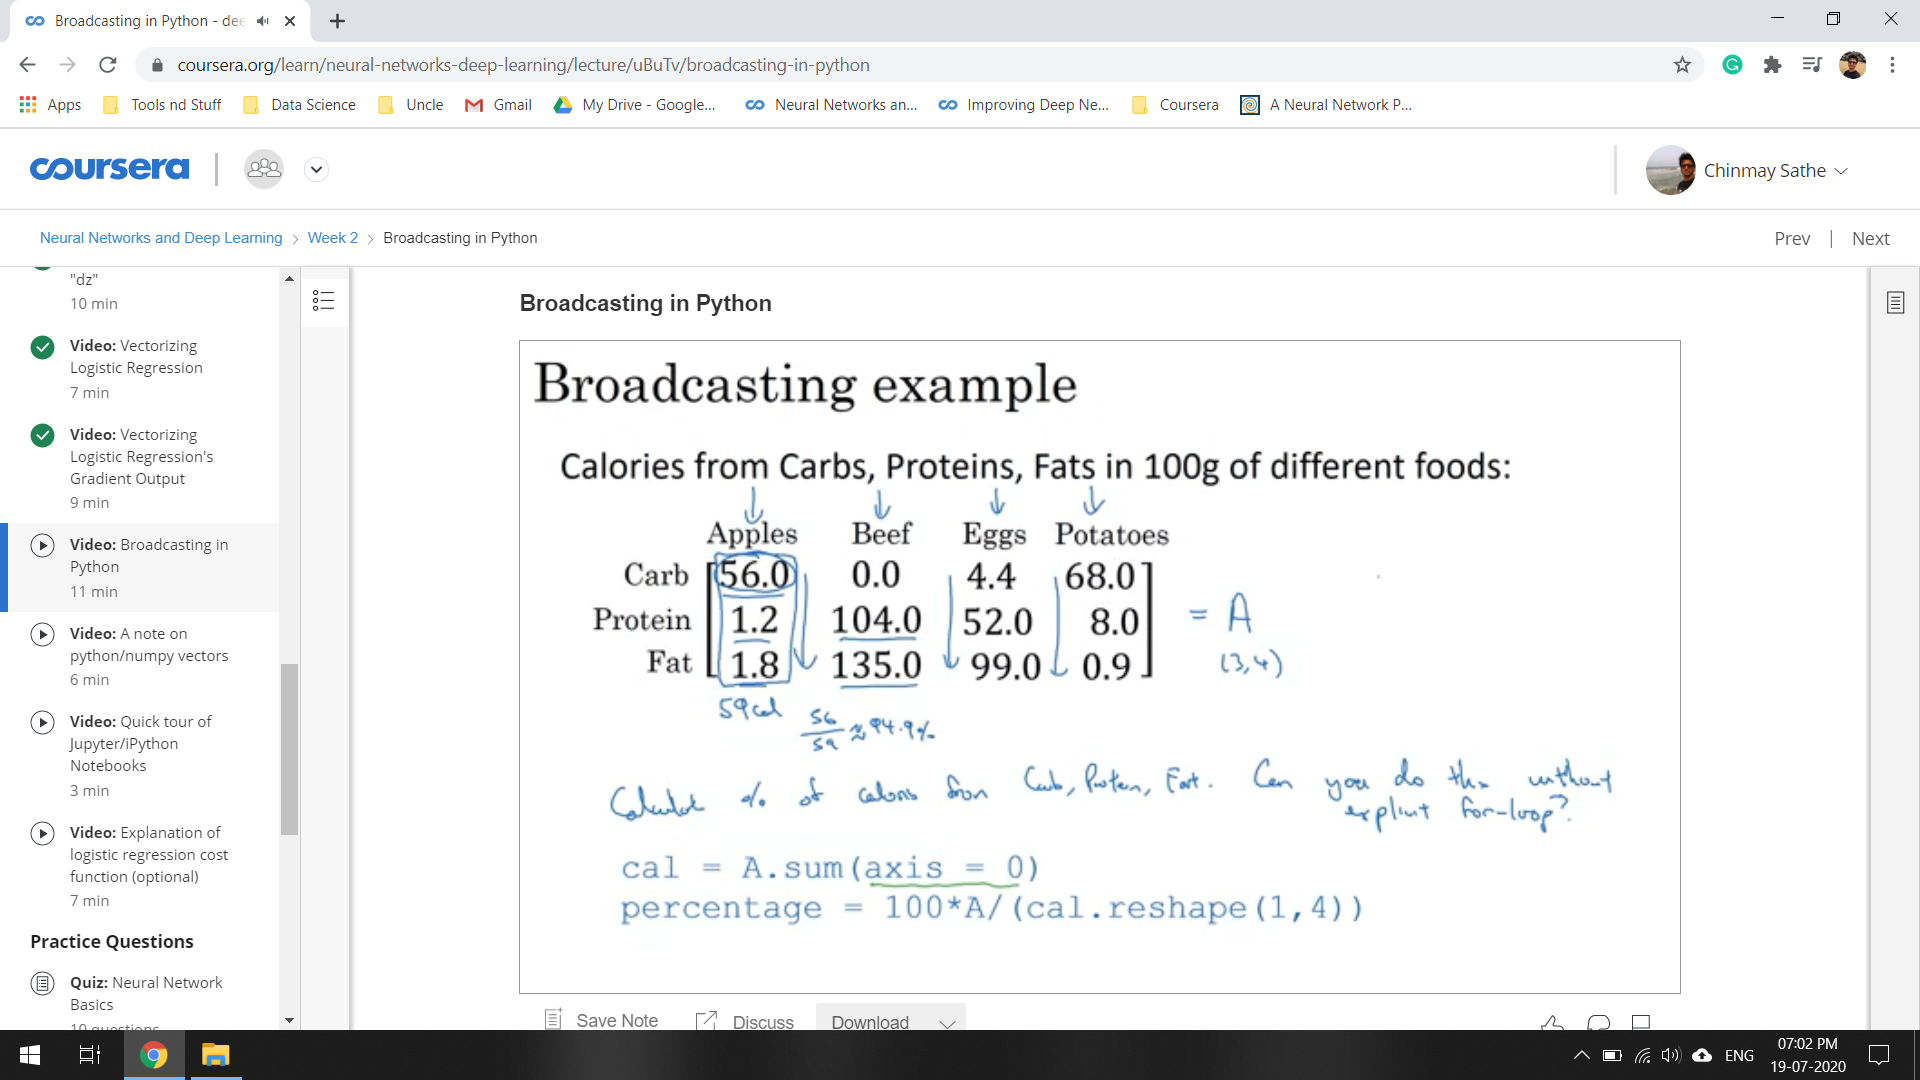 Broadcasting in Python - dee
coursera.org/learn/neural-networks-deep-learning/lecture/uBuTv/broadcasting-in-python
Apps Tools nd Stuff Data Science Uncle Gmail My Drive - Google... Neural Networks an... Improving Deep Ne... Coursera A Neural Network P...
coursera
Chinmay Sathe
Neural Networks and Deep Learning > Week 2 > Broadcasting in Python
Prev | Next
"dz"
10 min
Video: Vectorizing
Logistic Regression
7 min
Video: Vectorizing
Logistic Regression's
Gradient Output
9 min
Video: Broadcasting in
Python
11 min
Video: A note on
python/numpy vectors
6 min
Video: Quick tour of
Jupyter/iPython
Notebooks
3 min
Video: Explanation of
logistic regression cost
function (optional)
7 min
Practice Questions
Quiz: Neural Network
Basics
10 questions
Broadcasting in Python
Broadcasting example
Calories from Carbs, Proteins, Fats in 100g of different foods:
Apples Beef Eggs Potatoes
Carb 56.0 0.0 4.4 68.0
Protein 1.2 104.0 52.0 8.0 = A
Fat 1.8 135.0 99.0 0.9 (3,4)
59 cal
56/59 ≈ 94.9%
Calculate % of calories from Carb, Protein, Fat. Can you do this without
explicit for-loop?
cal = A.sum(axis = 0)
percentage = 100*A/(cal.reshape(1,4))
Save Note Discuss Download
ENG
07:02 PM
19-07-2020